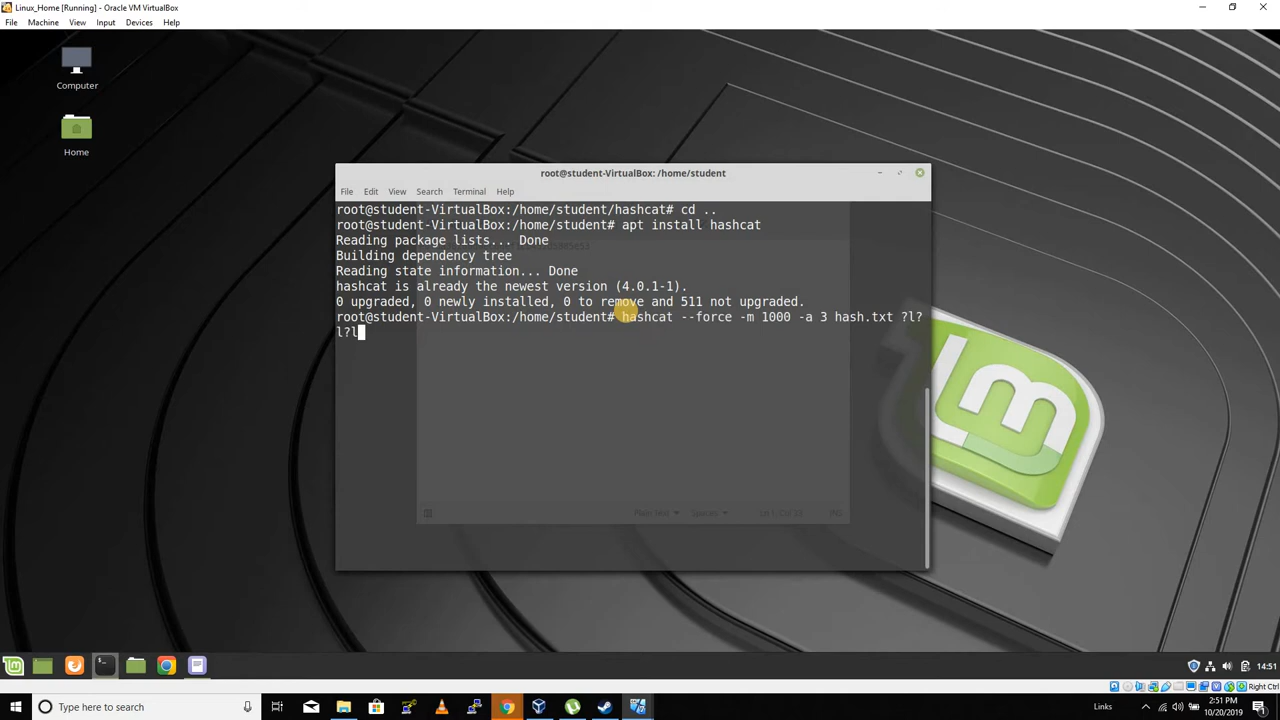 Linux_Home [Running] - Oracle VM VirtualBox
File Machine View Input Devices Help
Computer
Home
root@student-VirtualBox: /home/student
File Edit View Search Terminal Help
root@student-VirtualBox:/home/student/hashcat# cd ..
root@student-VirtualBox:/home/student# apt install hashcat
Reading package lists... Done
Building dependency tree
Reading state information... Done
hashcat is already the newest version (4.0.1-1).
0 upgraded, 0 newly installed, 0 to remove and 511 not upgraded.
root@student-VirtualBox:/home/student# hashcat --force -m 1000 -a 3 hash.txt ?l?
l?l
Plain Text Spaces INS
14:51
Right Ctrl
Type here to search
Links
2:51 PM
10/20/2019